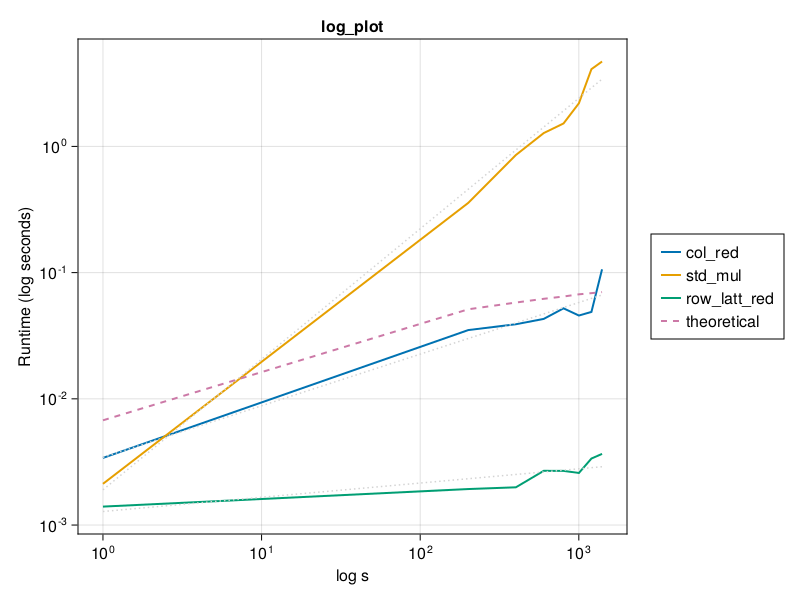 log_plot
Runtime (log seconds)
10^0
10^-1
10^-2
10^-3
10^0
10^1
10^2
10^3
log s
col_red
std_mul
row_latt_red
theoretical